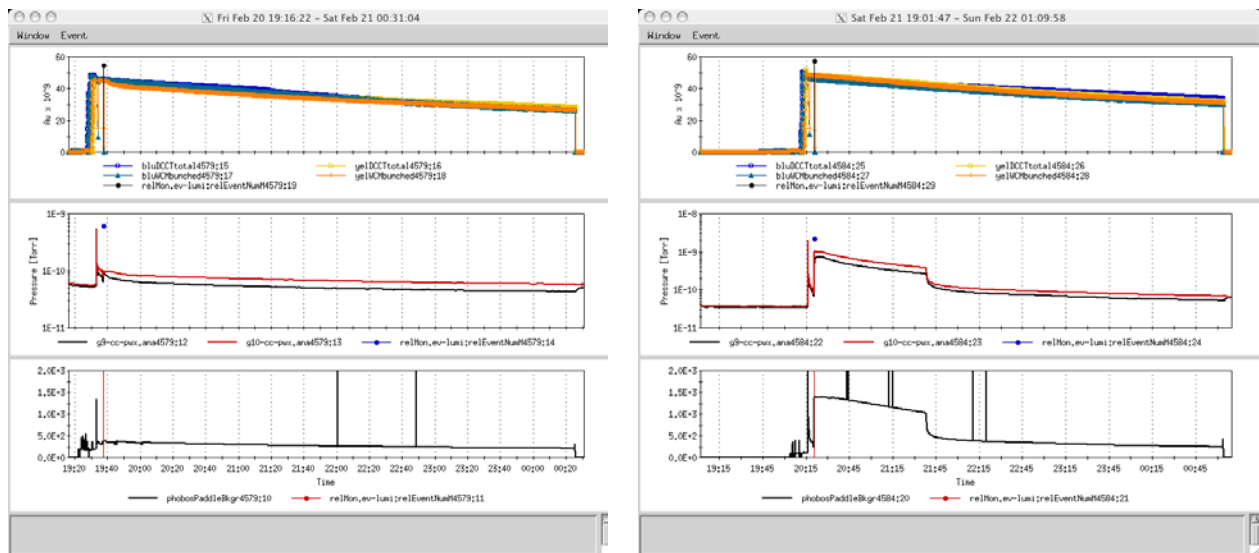 Fri Feb 20 19:16:22 - Sat Feb 21 00:31:04
Window Event
60
40
20
0
Au x 10^9
bluDCCTtotal4579;15 yelDCCTtotal4579;16
bluWCMbunched4579;17 yelWCMbunched4579;18
relMon.ev-lumi;relEventNumM4579;19
1E-9
1E-10
1E-11
Pressure [Torr]
g9-cc-pwx.ana4579;12 g10-cc-pwx.ana4579;13 relMon.ev-lumi;relEventNumM4579;14
2.0E+3
1.5E+3
1.0E+3
5.0E+2
0.0E+0
19:20 19:40 20:00 20:20 20:40 21:00 21:20 21:40 22:00 22:20 22:40 23:00 23:20 23:40 00:00 00:20
Time
phobosPaddleBkgr4579;10 relMon.ev-lumi;relEventNumM4579;11
Sat Feb 21 19:01:47 - Sun Feb 22 01:09:58
Window Event
60
40
20
0
Au x 10^9
bluDCCTtotal4584;25 yelDCCTtotal4584;26
bluWCMbunched4584;27 yelWCMbunched4584;28
relMon.ev-lumi;relEventNumM4584;29
1E-8
1E-9
1E-10
1E-11
Pressure [Torr]
g9-cc-pwx.ana4584;22 g10-cc-pwx.ana4584;23 relMon.ev-lumi;relEventNumM4584;24
2.0E+3
1.5E+3
1.0E+3
5.0E+2
0.0E+0
19:15 19:45 20:15 20:45 21:15 21:45 22:15 22:45 23:15 23:45 00:15 00:45
Time
phobosPaddleBkgr4584;20 relMon.ev-lumi;relEventNumM4584;21